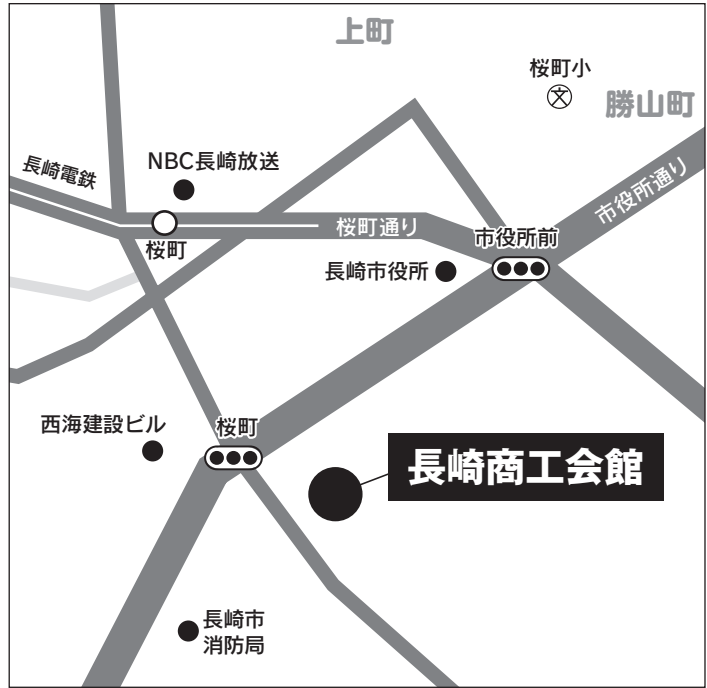 上町
桜町小
文
勝山町
NBC長崎放送
長崎電鉄
市役所通り
桜町通り
市役所前
桜町
長崎市役所
西海建設ビル
桜町
長崎商工会館
長崎市
消防局